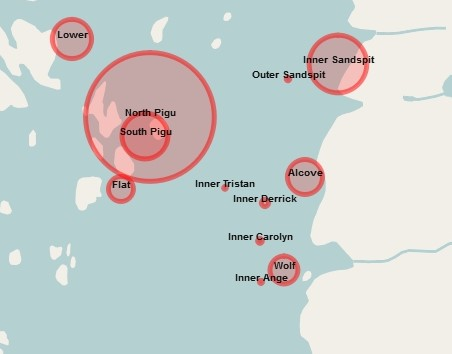 Lower
Inner Sandspit
Outer Sandspit
North Pigu
South Pigu
Alcove
Flat
Inner Tristan
Inner Derrick
Inner Carolyn
Wolf
Inner Ange